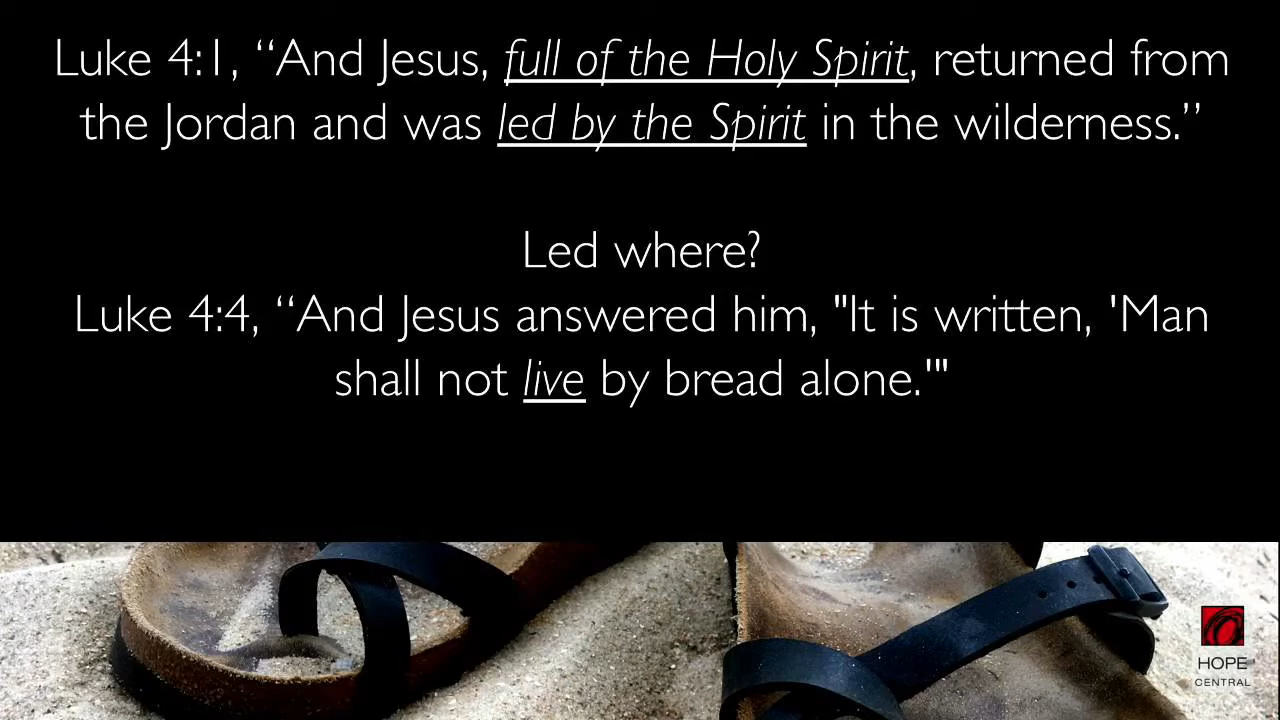 Luke 4:1, “And Jesus, full of the Holy Spirit, returned from
the Jordan and was led by the Spirit in the wilderness.”
Led where?
Luke 4:4, “And Jesus answered him, "It is written, 'Man
shall not live by bread alone.'"
HOPE
CENTRAL